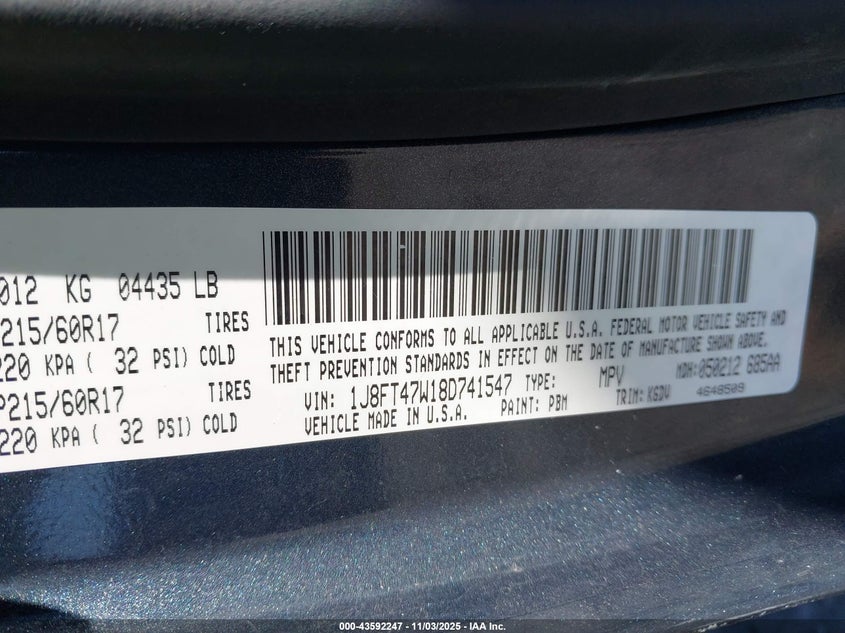 012 KG 04435 LB
215/60R17 TIRES
220 KPA ( 32 PSI) COLD
P215/60R17 TIRES
220 KPA ( 32 PSI) COLD
THIS VEHICLE CONFORMS TO ALL APPLICABLE U.S.A. FEDERAL MOTOR VEHICLE SAFETY AND
THEFT PREVENTION STANDARDS IN EFFECT ON THE DATE OF MANUFACTURE SHOWN ABOVE.
VIN: 1J8FT47W18D741547 TYPE: MPV MDH: 050212 685AA
VEHICLE MADE IN U.S.A. PAINT: PBM TRIM: KGDV 4648509
000-43592247 - 11/03/2025 - IAA Inc.